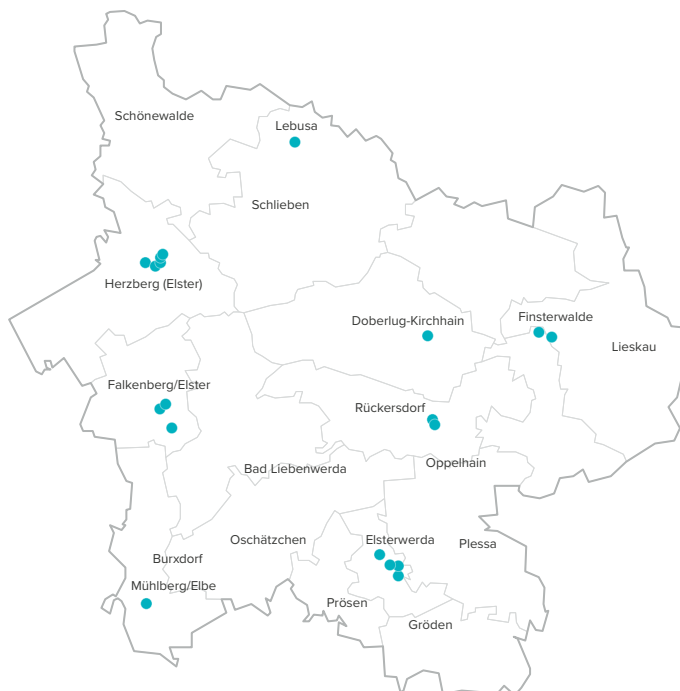 Schönewalde
Lebusa
Schlieben
Herzberg (Elster)
Doberlug-Kirchhain
Finsterwalde
Lieskau
Falkenberg/Elster
Rückersdorf
Oppelhain
Bad Liebenwerda
Oschätzchen
Elsterwerda
Plessa
Burxdorf
Mühlberg/Elbe
Prösen
Gröden